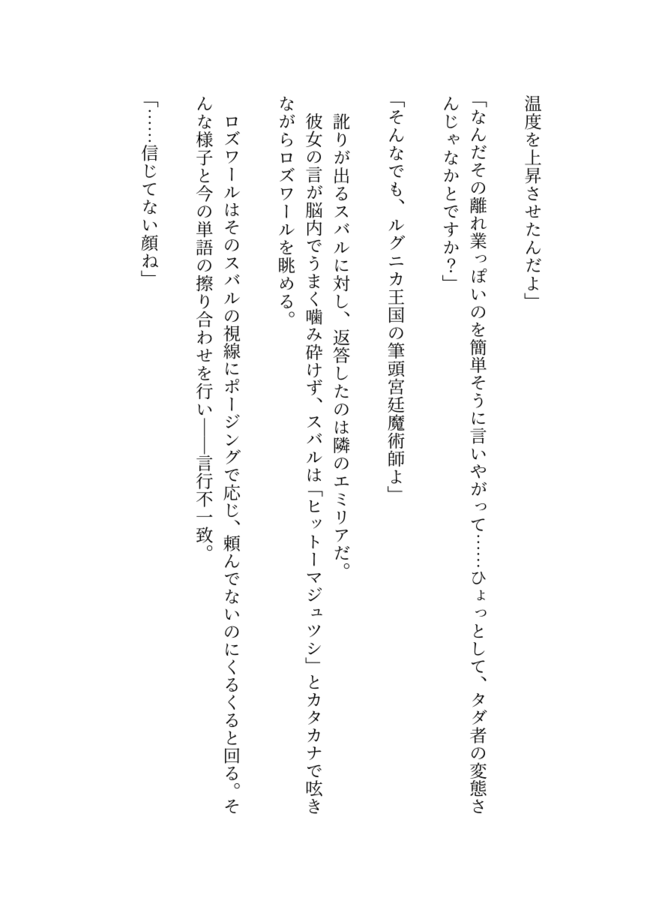 温度を上昇させたんだよ」
「なんだその離れ業っぽいのを簡単そうに言いやがって……ひょっとして、タダ者の変態さ
んじゃなかとですか？」
「そんなでも、ルグニカ王国の筆頭宮廷魔術師よ」
訛りが出るスバルに対し、返答したのは隣のエミリアだ。
彼女の言が脳内でうまく噛み砕けず、スバルは「ヒットーマジュツシ」とカタカナで呟き
ながらロズワールを眺める。
ロズワールはそのスバルの視線にポージングで応じ、頼んでないのにくるくると回る。そ
んな様子と今の単語の擦り合わせを行い――言行不一致。
「……信じてない顔ね」